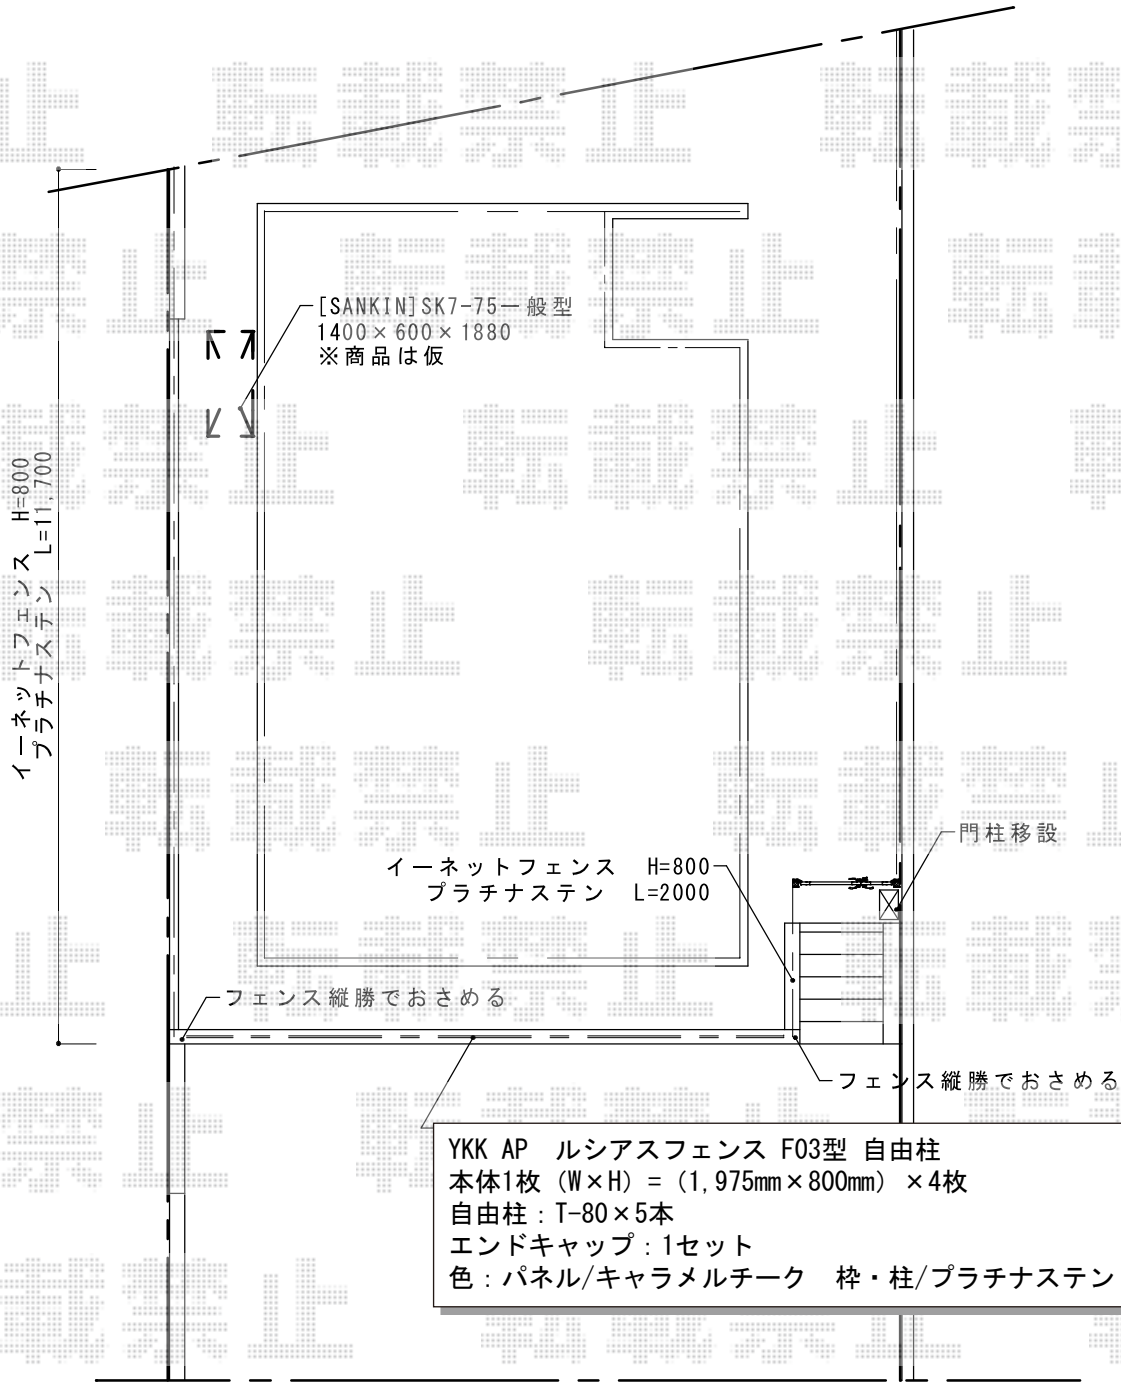 転載禁止
[SANKIN]SK7-75一般型
1400×600×1880
※商品は仮
イーネットフェンス H=800
プラチナステン L=11,700
門柱移設
イーネットフェンス H=800
プラチナステン L=2000
フェンス縦勝でおさめる
フェンス縦勝でおさめる
YKK AP ルシアスフェンス F03型 自由柱
本体1枚 (W×H) = (1,975mm×800mm) ×4枚
自由柱：T-80×5本
エンドキャップ：1セット
色：パネル/キャラメルチーク 枠・柱/プラチナステン